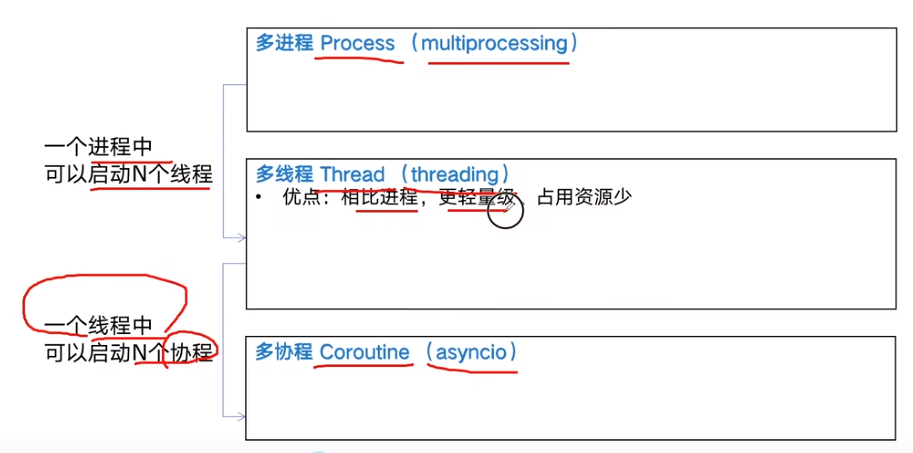 多进程 Process （multiprocessing）
一个进程中
可以启动N个线程
多线程 Thread （threading）
• 优点：相比进程，更轻量级、占用资源少
一个线程中
可以启动N个协程
多协程 Coroutine （asyncio）